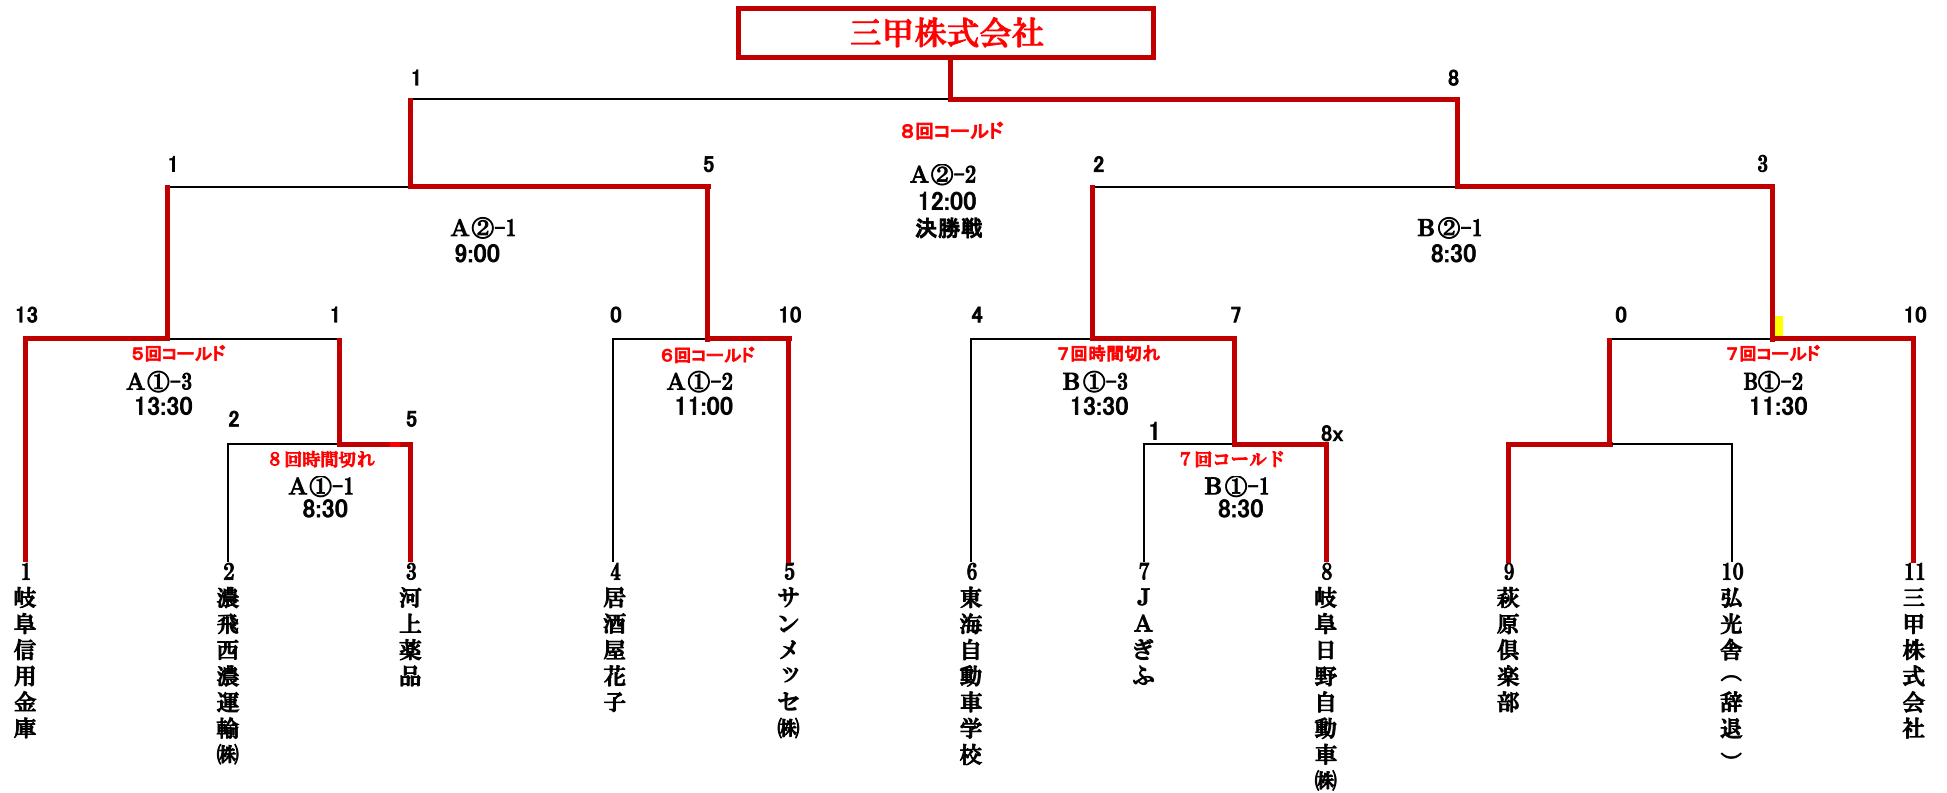 三甲株式会社
1
8
8回コールド
A②-2
12:00
決勝戦
1
5
A②-1
9:00
2
3
B②-1
8:30
13
1
5回コールド
A①-3
13:30
0
10
6回コールド
A①-2
11:00
4
7
7回時間切れ
B①-3
13:30
0
10
7回コールド
B①-2
11:30
2
5
8回時間切れ
A①-1
8:30
1
8x
7回コールド
B①-1
8:30
1
岐阜信用金庫
2
濃飛西濃運輸㈱
3
河上薬品
4
居酒屋花子
5
サンメッセ㈱
6
東海自動車学校
7
JAぎふ
8
岐阜日野自動車㈱
9
萩原倶楽部
10
弘光舎(辞退)
11
三甲株式会社